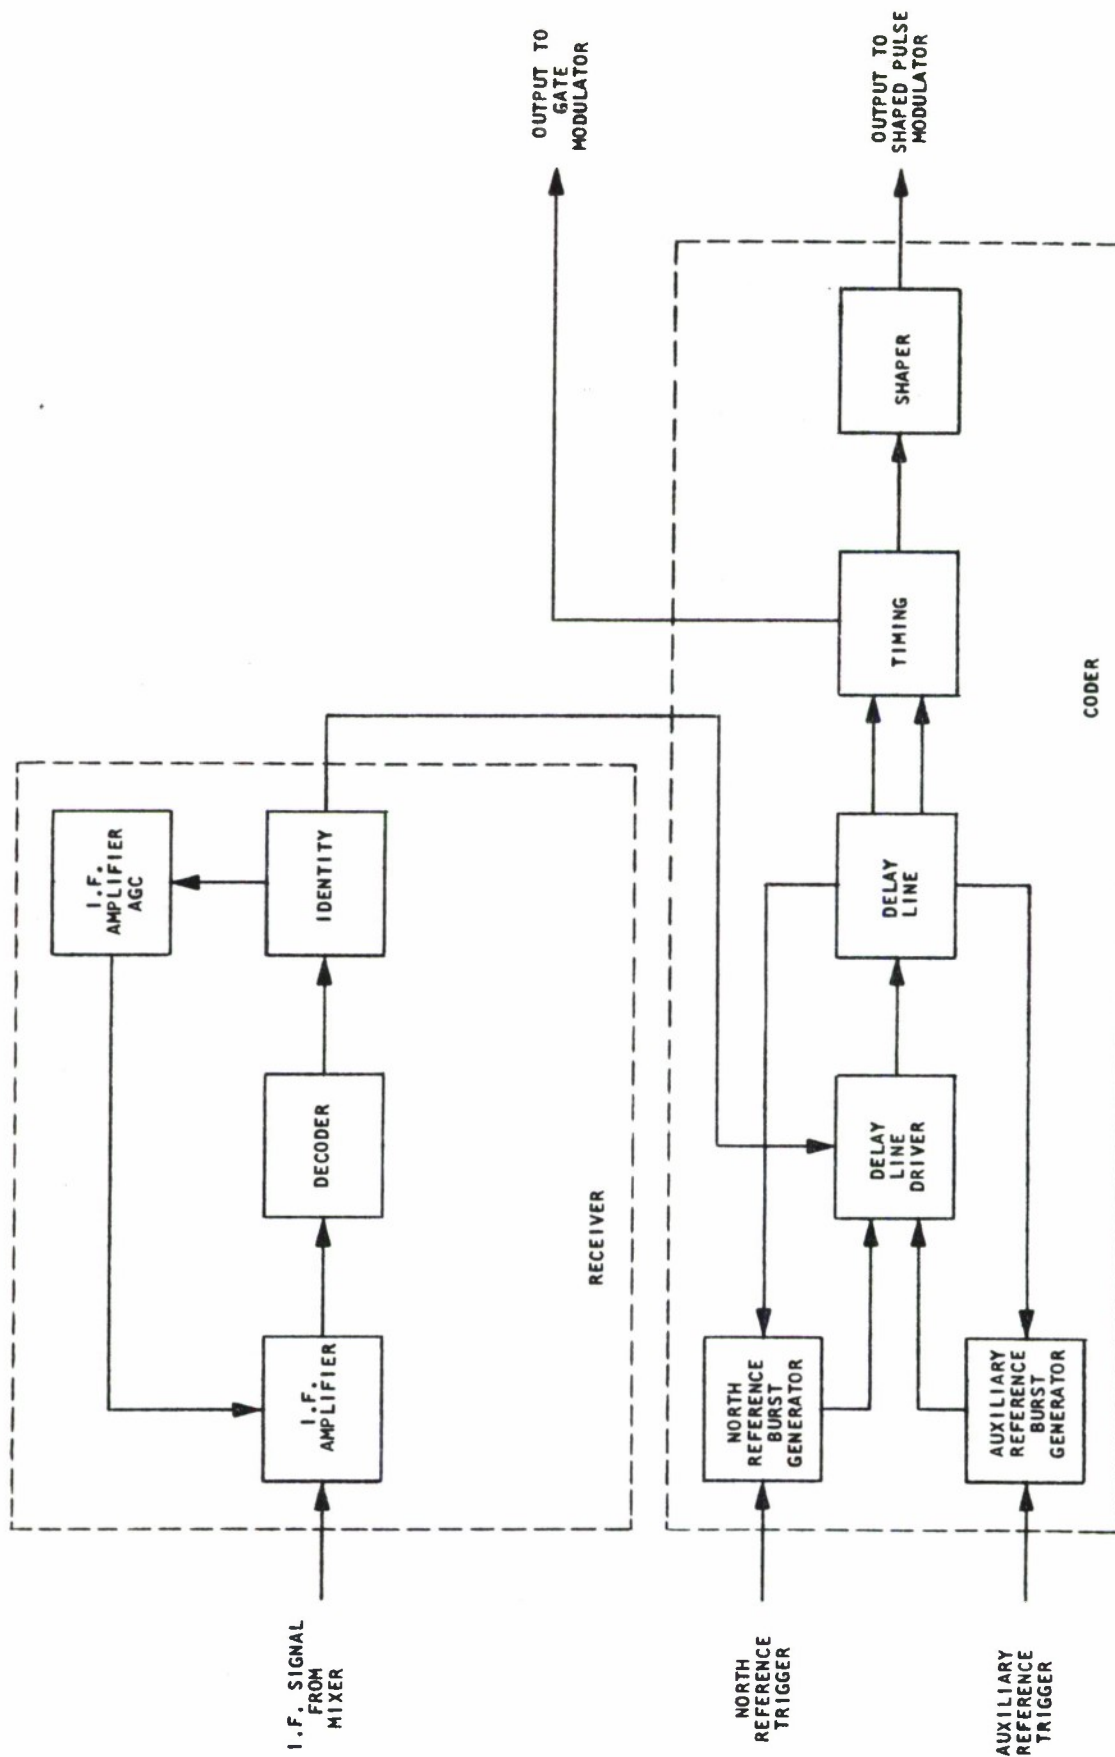 I.F. SIGNAL
FROM
MIXER
I.F.
AMPLIFIER
DECODER
IDENTITY
I.F.
AMPLIFIER
AGC
RECEIVER
OUTPUT TO
GATE
MODULATOR
NORTH
REFERENCE
TRIGGER
NORTH
REFERENCE
BURST
GENERATOR
AUXILIARY
REFERENCE
TRIGGER
AUXILIARY
REFERENCE
BURST
GENERATOR
DELAY
LINE
DRIVER
DELAY
LINE
TIMING
SHAPER
OUTPUT TO
SHAPED PULSE
MODULATOR
CODER